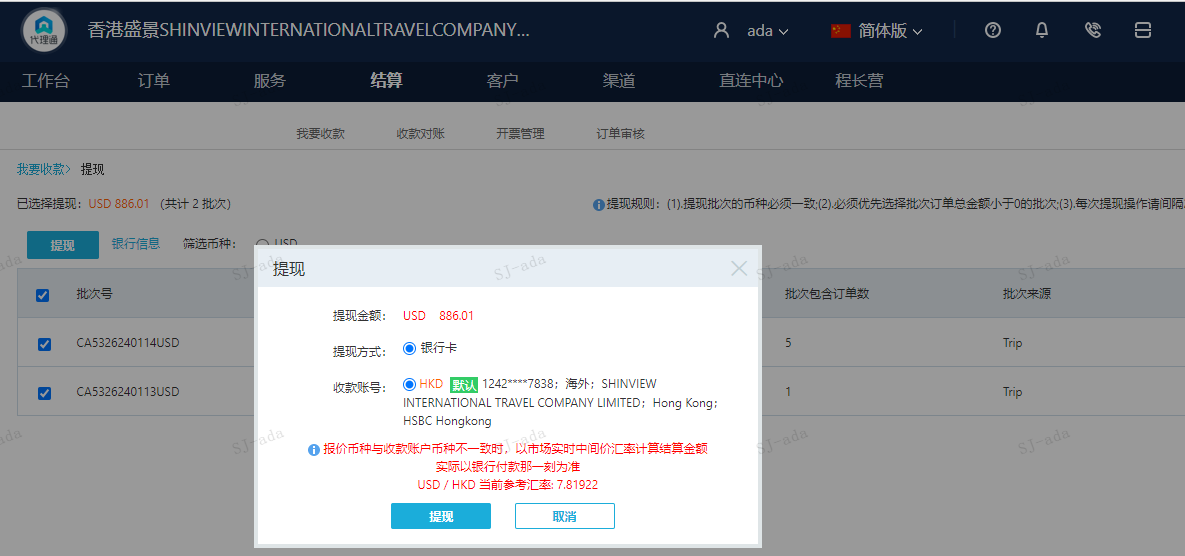 代理通
香港盛景SHINVIEWINTERNATIONALTRAVELCOMPANY...
ada
简体版
工作台 订单 服务 结算 客户 渠道 直连中心 程长营
我要收款 收款对账 开票管理 订单审核
我要收款> 提现
已选择提现: USD 886.01 (共计 2 批次)
提现规则: (1).提现批次的币种必须一致;(2).必须优先选择批次订单总金额小于0的批次;(3).每次提现操作请间隔
提现 银行信息 筛选币种: USD
批次号 批次包含订单数 批次来源
CA5326240114USD 5 Trip
CA5326240113USD 1 Trip
提现
提现金额: USD 886.01
提现方式: 银行卡
收款账号: HKD 默认 1242****7838; 海外; SHINVIEW
INTERNATIONAL TRAVEL COMPANY LIMITED; Hong Kong;
HSBC Hongkong
报价币种与收款账户币种不一致时, 以市场实时中间价汇率计算结算金额
实际以银行付款那一刻为准
USD / HKD 当前参考汇率: 7.81922
提现 取消
SJ-ada
SJ-ada
SJ-ada
SJ-ada
SJ-ada
SJ-ada
SJ-ada
SJ-ada